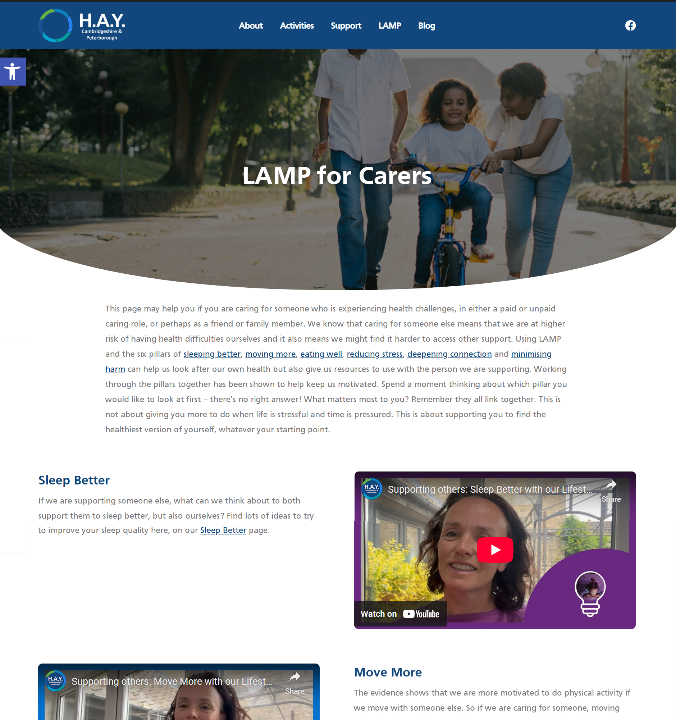 H.A.Y.
Cambridgeshire &
Peterborough
About Activities Support LAMP Blog
LAMP for Carers
This page may help you if you are caring for someone who is experiencing health challenges, in either a paid or unpaid
caring role, or perhaps as a friend or family member. We know that caring for someone else means that we are at higher
risk of having health difficulties ourselves and it also means we might find it harder to access other support. Using LAMP
and the six pillars of sleeping better, moving more, eating well, reducing stress, deepening connection and minimising
harm can help us look after our own health but also give us resources to use with the person we are supporting. Working
through the pillars together has been shown to help keep us motivated. Spend a moment thinking about which pillar you
would like to look at first – there's no right answer! What matters most to you? Remember they all link together. This is
not about giving you more to do when life is stressful and time is pressured. This is about supporting you to find the
healthiest version of yourself, whatever your starting point.
Sleep Better
If we are supporting someone else, what can we think about to both
support them to sleep better, but also ourselves? Find lots of ideas to try
to improve your sleep quality here, on our Sleep Better page.
H.A.Y.
Supporting others: Sleep Better with our Lifest...
Share
Watch on YouTube
H.A.Y.
Supporting others: Move More with our Lifest...
Share
Move More
The evidence shows that we are more motivated to do physical activity if
we move with someone else. So if we are caring for someone, moving